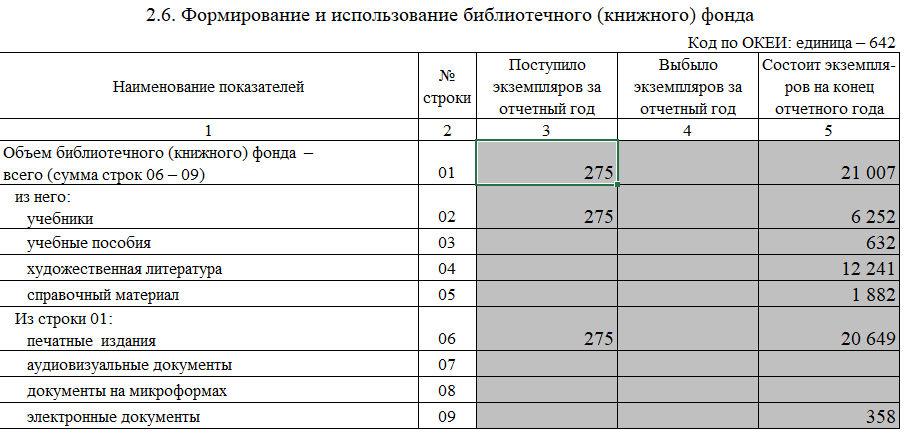 2.6. Формирование и использование библиотечного (книжного) фонда
Код по ОКЕИ: единица – 642
Наименование показателей
№
строки
Поступило
экземпляров за
отчетный год
Выбыло
экземпляров за
отчетный год
Состоит экземпля-
ров на конец
отчетного года
1 2 3 4 5
Объем библиотечного (книжного) фонда –
всего (сумма строк 06 – 09) 01 275 21 007
из него:
учебники 02 275 6 252
учебные пособия 03 632
художественная литература 04 12 241
справочный материал 05 1 882
Из строки 01:
печатные издания 06 275 20 649
аудиовизуальные документы 07
документы на микроформах 08
электронные документы 09 358